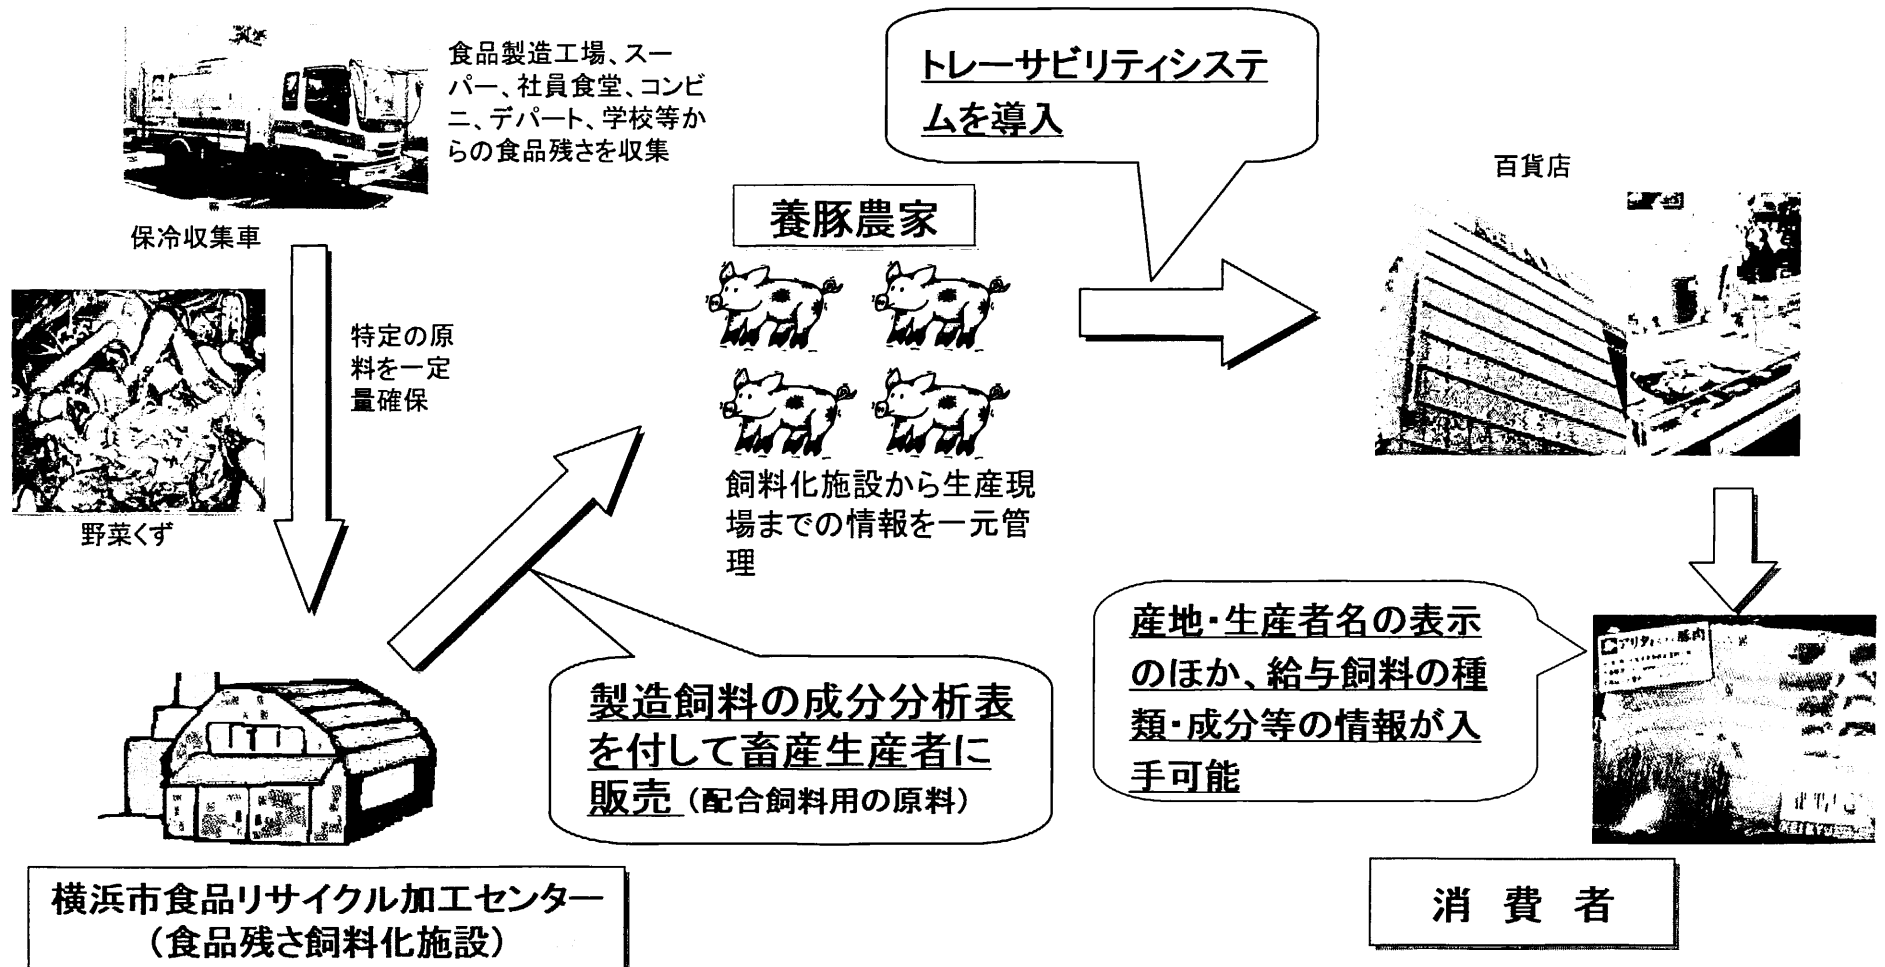 食品製造工場、スー
パー、社員食堂、コンビ
ニ、デパート、学校等か
らの食品残さを収集
保冷収集車
特定の原
料を一定
量確保
野菜くず
横浜市食品リサイクル加工センター
（食品残さ飼料化施設）
製造飼料の成分分析表
を付して畜産生産者に
販売（配合飼料用の原料）
養豚農家
飼料化施設から生産現
場までの情報を一元管
理
トレーサビリティシステ
ムを導入
百貨店
産地・生産者名の表示
のほか、給与飼料の種
類・成分等の情報が入
手可能
消費者